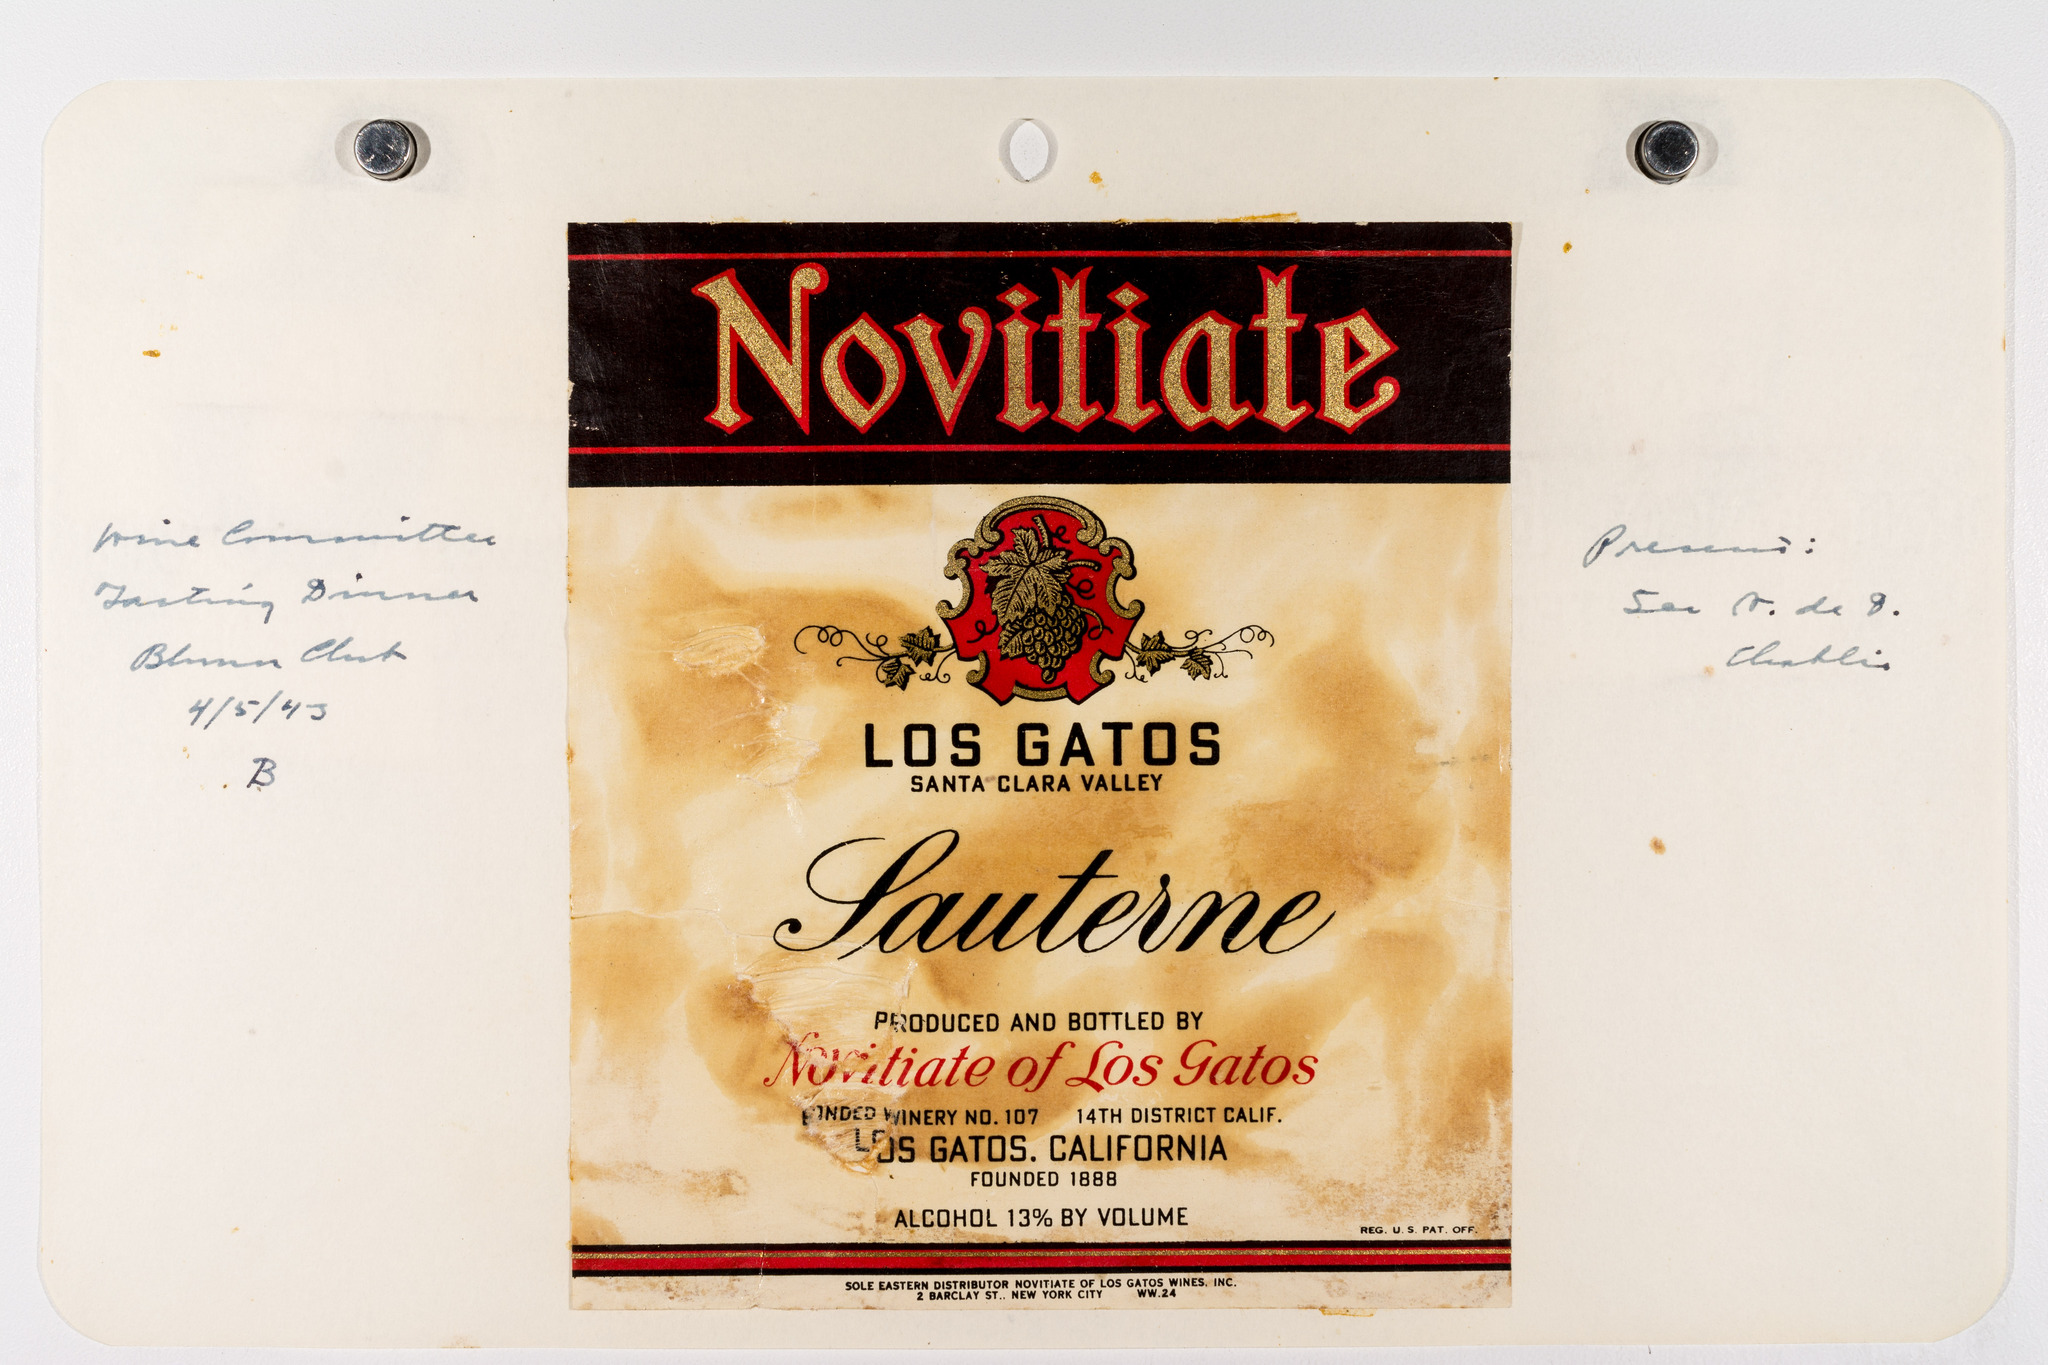 Novitiate
LOS GATOS
SANTA CLARA VALLEY
Sauterne
PRODUCED AND BOTTLED BY
Novitiate of Los Gatos
BONDED WINERY NO. 107 14TH DISTRICT CALIF.
LOS GATOS, CALIFORNIA
FOUNDED 1888
ALCOHOL 13% BY VOLUME
REG. U. S. PAT. OFF.
SOLE EASTERN DISTRIBUTOR NOVITIATE OF LOS GATOS WINES, INC.
2 BARCLAY ST., NEW YORK CITY WW.24
Wine Committee
Tasting Dinner
Club
4/5/43
B
Present:
See V. de
Chablis